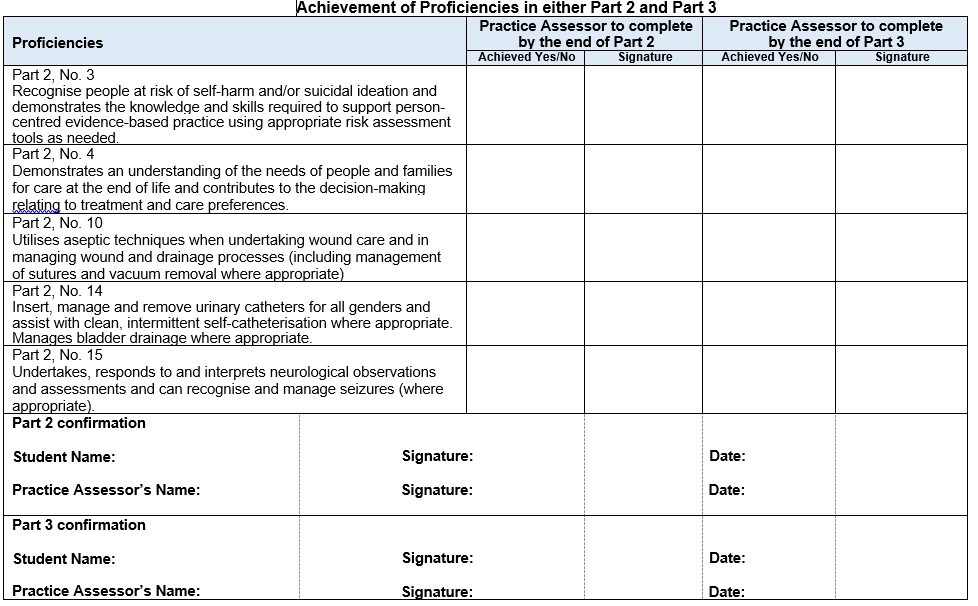 Achievement of Proficiencies in either Part 2 and Part 3
Proficiencies
Practice Assessor to complete
by the end of Part 2
Practice Assessor to complete
by the end of Part 3
Achieved Yes/No
Signature
Achieved Yes/No
Signature
Part 2, No. 3
Recognise people at risk of self-harm and/or suicidal ideation and
demonstrates the knowledge and skills required to support person-
centred evidence-based practice using appropriate risk assessment
tools as needed.
Part 2, No. 4
Demonstrates an understanding of the needs of people and families
for care at the end of life and contributes to the decision-making
relating to treatment and care preferences.
Part 2, No. 10
Utilises aseptic techniques when undertaking wound care and in
managing wound and drainage processes (including management
of sutures and vacuum removal where appropriate)
Part 2, No. 14
Insert, manage and remove urinary catheters for all genders and
assist with clean, intermittent self-catheterisation where appropriate.
Manages bladder drainage where appropriate.
Part 2, No. 15
Undertakes, responds to and interprets neurological observations
and assessments and can recognise and manage seizures (where
appropriate).
Part 2 confirmation
Student Name: Signature: Date:
Practice Assessor’s Name: Signature: Date:
Part 3 confirmation
Student Name: Signature: Date:
Practice Assessor’s Name: Signature: Date: